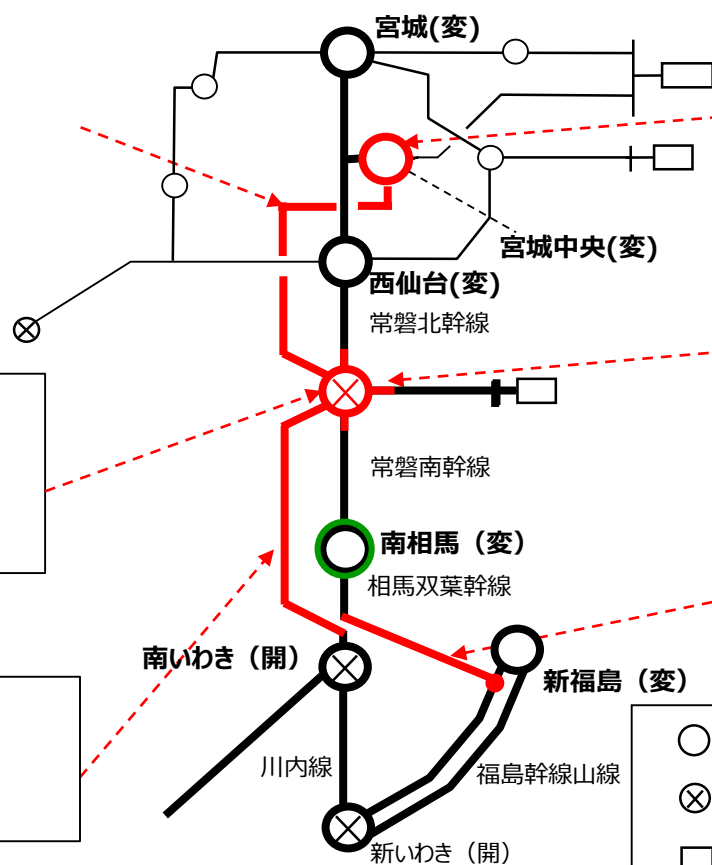 宮城(変)
宮城中央(変)
西仙台(変)
常磐北幹線
常磐南幹線
南相馬（変）
相馬双葉幹線
南いわき（開）
新福島（変）
川内線
福島幹線山線
新いわき（開）